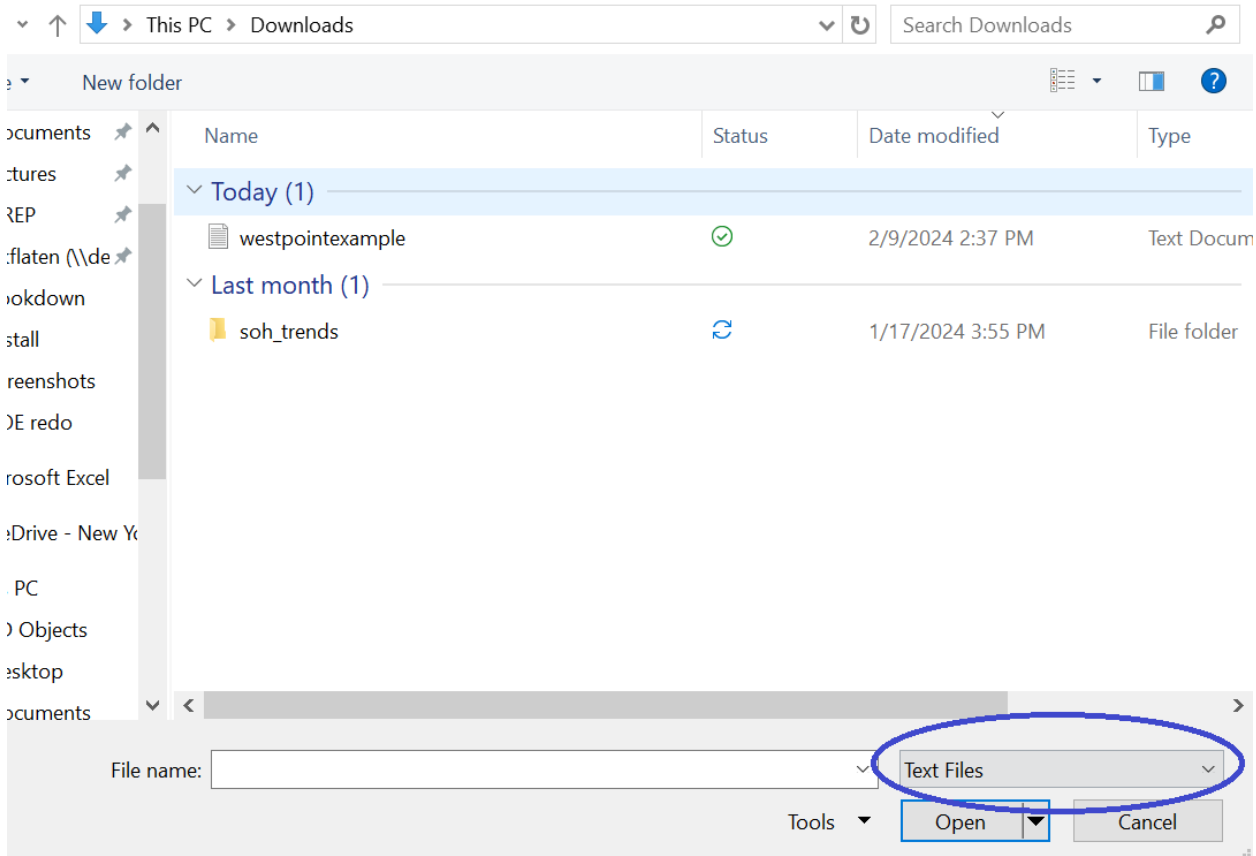 This PC > Downloads
Search Downloads
New folder
?
ocuments
ctures
REP
flaten (\\de
ookdown
stall
reenshots
DE redo
rosoft Excel
eDrive - New Yo
PC
Objects
esktop
ocuments
Name Status Date modified Type
Today (1)
westpointexample 2/9/2024 2:37 PM Text Docum
Last month (1)
soh_trends 1/17/2024 3:55 PM File folder
File name: Text Files
Tools Open Cancel